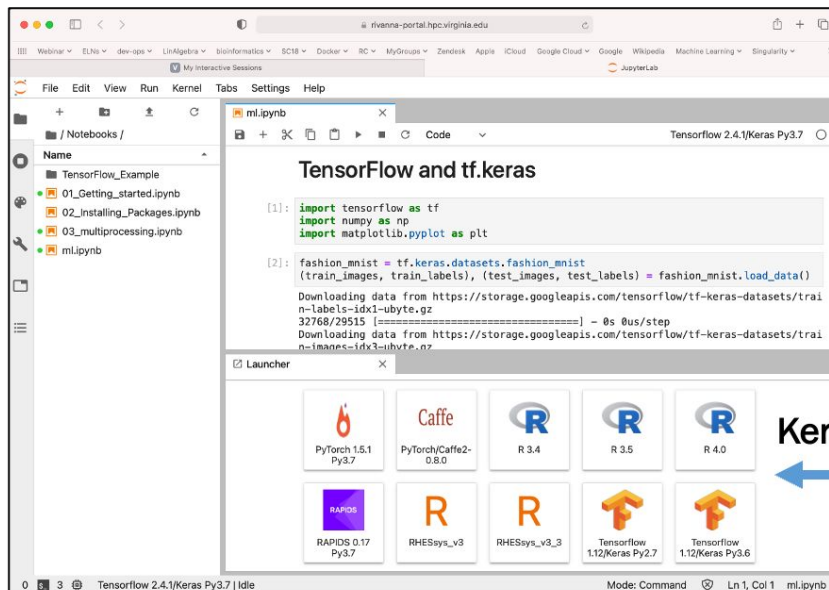 rivanna-portal.hpc.virginia.edu
Webinar ELNs dev-ops LinAlgebra bioinformatics SC18 Docker RC MyGroups Zendesk Apple iCloud Google Cloud Google Wikipedia Machine Learning Singularity
My Interactive Sessions JupyterLab
File Edit View Run Kernel Tabs Settings Help
/ Notebooks /
Name
TensorFlow_Example
01_Getting_started.ipynb
02_Installing_Packages.ipynb
03_multiprocessing.ipynb
ml.ipynb
ml.ipynb
Code Tensorflow 2.4.1/Keras Py3.7
TensorFlow and tf.keras
[1]: import tensorflow as tf
import numpy as np
import matplotlib.pyplot as plt
[2]: fashion_mnist = tf.keras.datasets.fashion_mnist
(train_images, train_labels), (test_images, test_labels) = fashion_mnist.load_data()
Downloading data from https://storage.googleapis.com/tensorflow/tf-keras-datasets/trai
n-labels-idx1-ubyte.gz
32768/29515 [==============================] - 0s 0us/step
Downloading data from https://storage.googleapis.com/tensorflow/tf-keras-datasets/trai
n-images-idx3-ubyte.gz
Launcher
Caffe
PyTorch 1.5.1
Py3.7
PyTorch/Caffe2-
0.8.0
R 3.4
R 3.5
R 4.0
Ker
RAPIDS
RAPIDS 0.17
Py3.7
R
RHESsys_v3
R
RHESsys_v3_3
Tensorflow
1.12/Keras Py2.7
Tensorflow
1.12/Keras Py3.6
0 3 Tensorflow 2.4.1/Keras Py3.7 | Idle Mode: Command Ln 1, Col 1 ml.ipynb